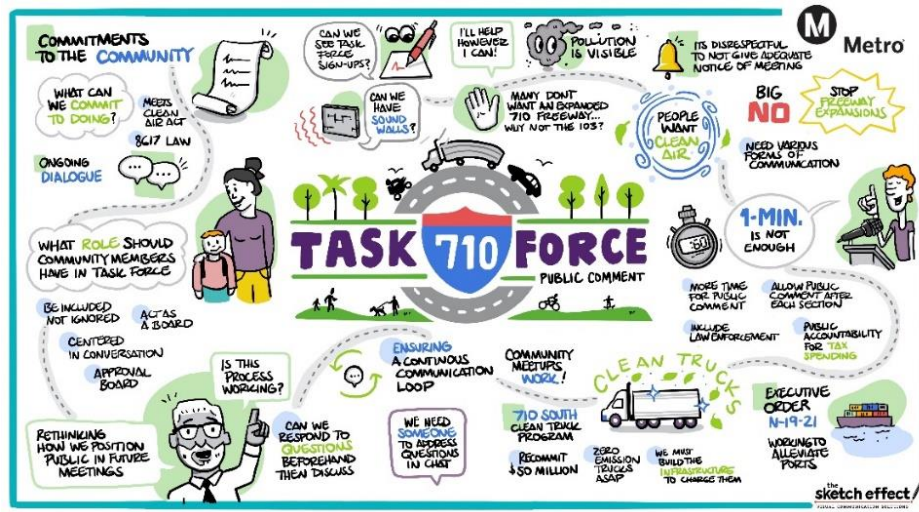 COMMITMENTS
TO THE COMMUNITY
WHAT CAN
WE COMMIT
TO DOING?
MEETS
CLEAN
AIR ACT
&617 LAW
ONGOING
DIALOGUE
WHAT ROLE SHOULD
COMMUNITY MEMBERS
HAVE IN TASK FORCE
BE INCLUDED
NOT IGNORED
ACT AS
A BOARD
CENTERED
IN CONVERSATION
APPROVAL
BOARD
RETHINKING
HOW WE POSITION
PUBLIC IN FUTURE
MEETINGS
IS THIS
PROCESS
WORKING?
CAN WE
SEE TASK
FORCE
SIGN-UPS?
I'LL HELP
HOWEVER
I CAN!
POLLUTION
IS VISIBLE
ITS DISRESPECTFUL
TO NOT GIVE ADEQUATE
NOTICE OF MEETING
M
Metro
CAN WE
HAVE
SOUND
WALLS?
MANY DONT
WANT AN EXPANDED
710 FREEWAY...
WHY NOT THE 103?
PEOPLE
WANT
CLEAN
AIR
BIG
NO
STOP
FREEWAY
EXPANSIONS
NEED VARIOUS
FORMS OF
COMMUNICATION
TASK 710 FORCE
PUBLIC COMMENT
:60
1-MIN.
IS NOT
ENOUGH
MORE TIME
FOR PUBLIC
COMMENT
ALLOW PUBLIC
COMMENT AFTER
EACH SECTION
INCLUDE
LAW ENFORCEMENT
PUBLIC
ACCOUNTABILITY
FOR TAX
SPENDING
ENSURING
A CONTINOUS
COMMUNICATION
LOOP
CAN WE
RESPOND TO
QUESTIONS
BEFOREHAND
THEN DISCUSS
WE NEED
SOMEONE
TO ADDRESS
QUESTIONS
IN CHAT
COMMUNITY
MEETUPS
WORK!
CLEAN TRUCKS
710 SOUTH
CLEAN TRUCK
PROGRAM
RECOMMIT
$50 MILLION
ZERO
EMISSION
TRUCKS
ASAP
WE MUST
BUILD THE
INFRASTRUCTURE
TO CHARGE THEM
EXECUTIVE
ORDER
N-19-21
WORKING TO
ALLEVIATE
PORTS
the
sketch effect
VISUAL COMMUNICATION SOLUTIONS